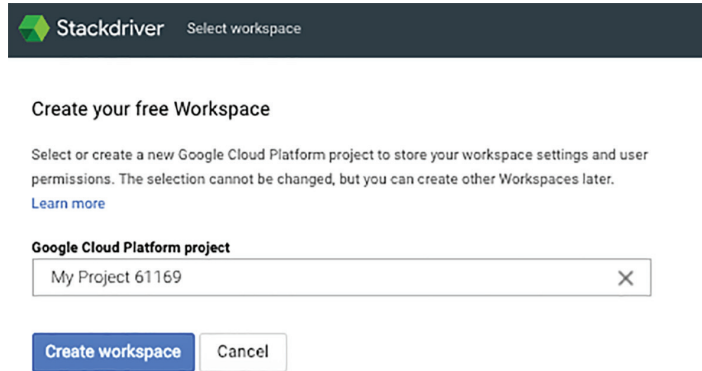 Stackdriver Select workspace
Create your free Workspace
Select or create a new Google Cloud Platform project to store your workspace settings and user
permissions. The selection cannot be changed, but you can create other Workspaces later.
Learn more
Google Cloud Platform project
My Project 61169
Create workspace Cancel